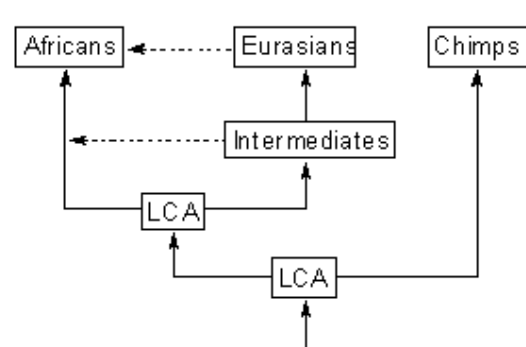 Africans
Eurasians
Chimps
Intermediates
LCA
LCA